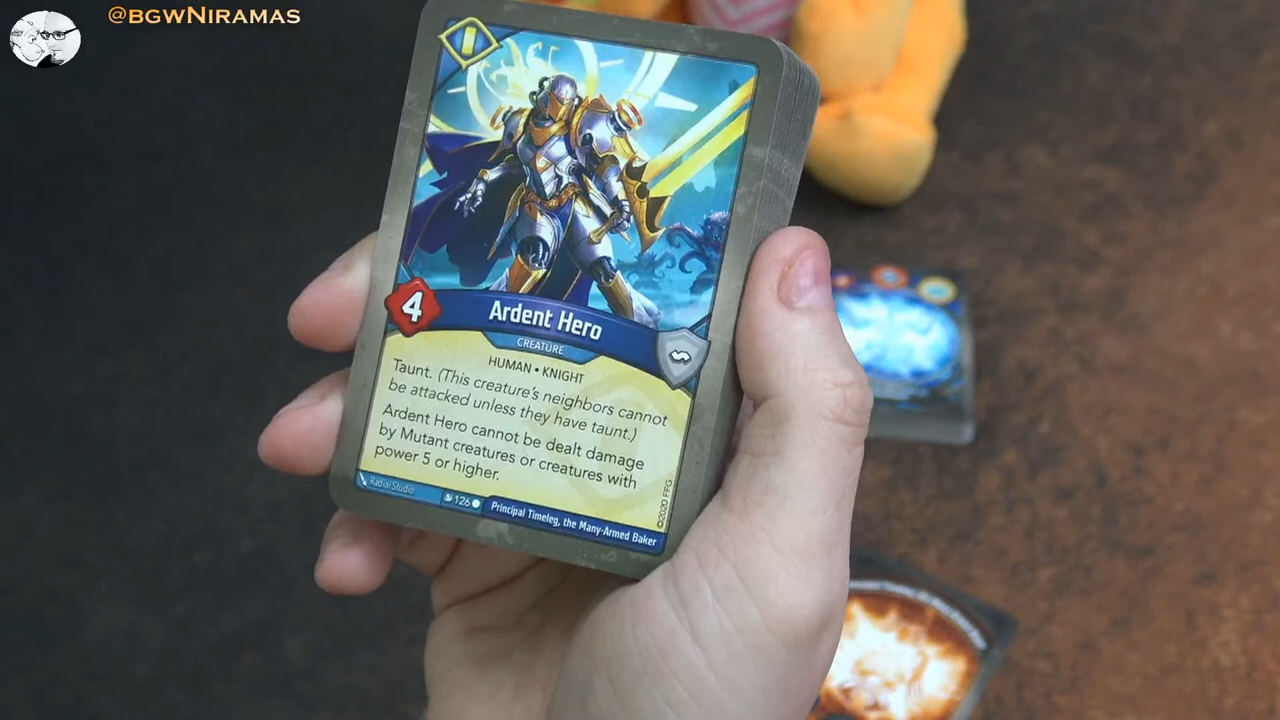 @BGWNIRAMAS
Ardent Hero
4
CREATURE
HUMAN • KNIGHT
Taunt. (This creature's neighbors cannot
be attacked unless they have taunt.)
Ardent Hero cannot be dealt damage
by Mutant creatures or creatures with
power 5 or higher.
Radial Studio
126
Principal Timeleg, the Many-Armed Baker
©2020 FFG